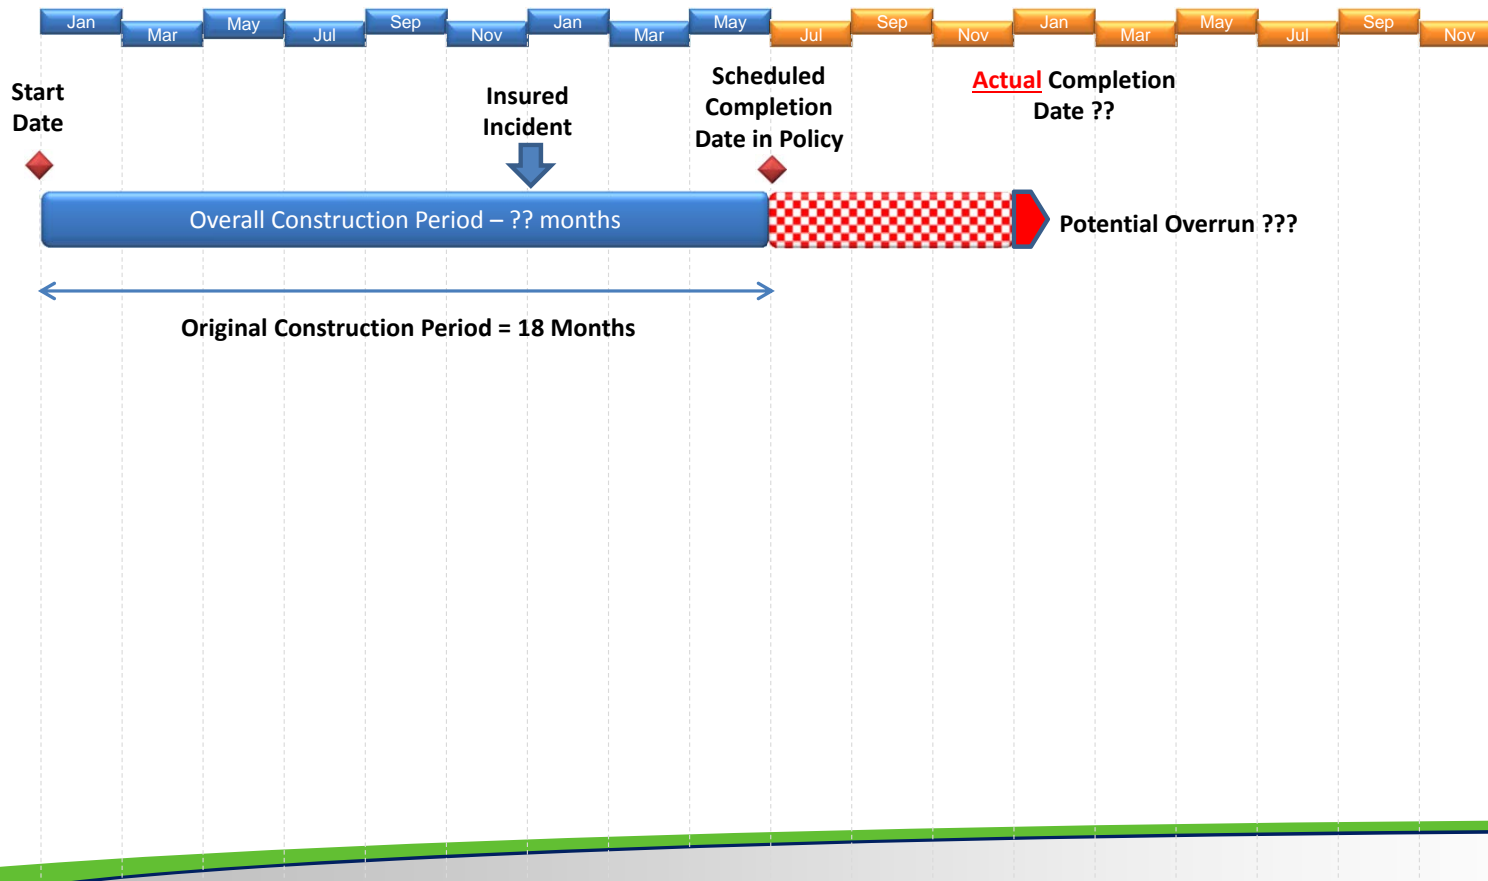 Jan Mar May Jul Sep Nov Jan Mar May Jul Sep Nov Jan Mar May Jul Sep Nov
Start
Date
Insured
Incident
Scheduled
Completion
Date in Policy
Actual Completion
Date ??
Overall Construction Period – ?? months
Potential Overrun ???
Original Construction Period = 18 Months